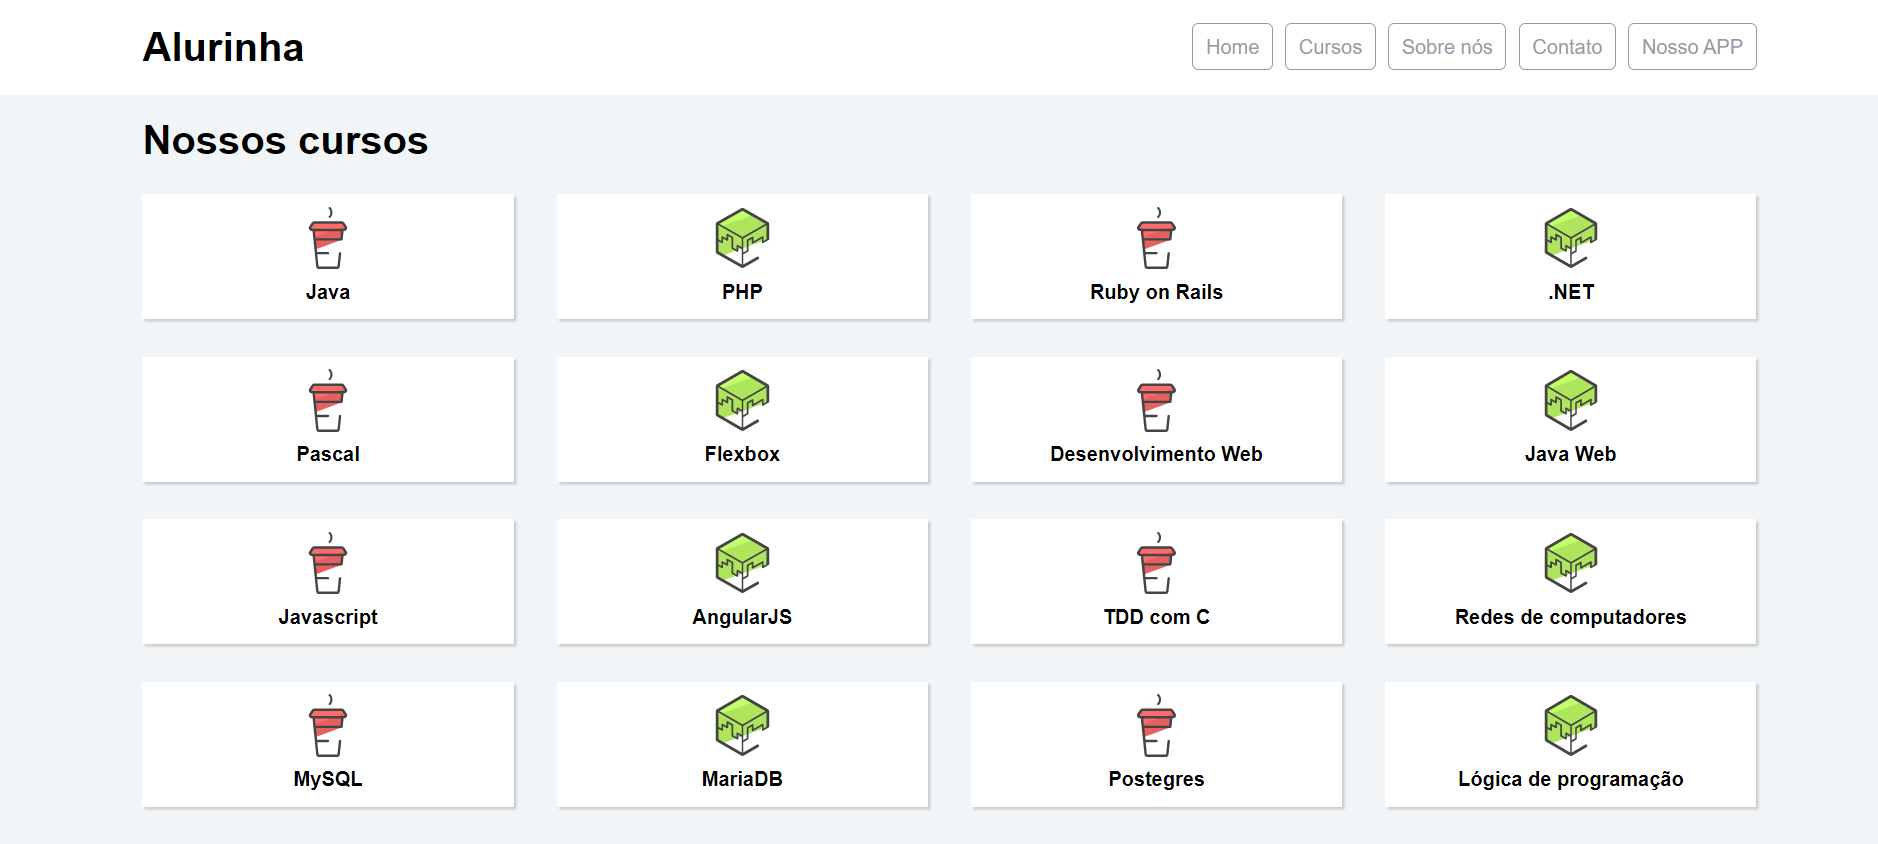 Alurinha
Home Cursos Sobre nós Contato Nosso APP
Nossos cursos
Java PHP Ruby on Rails .NET
Pascal Flexbox Desenvolvimento Web Java Web
Javascript AngularJS TDD com C Redes de computadores
MySQL MariaDB Postegres Lógica de programação